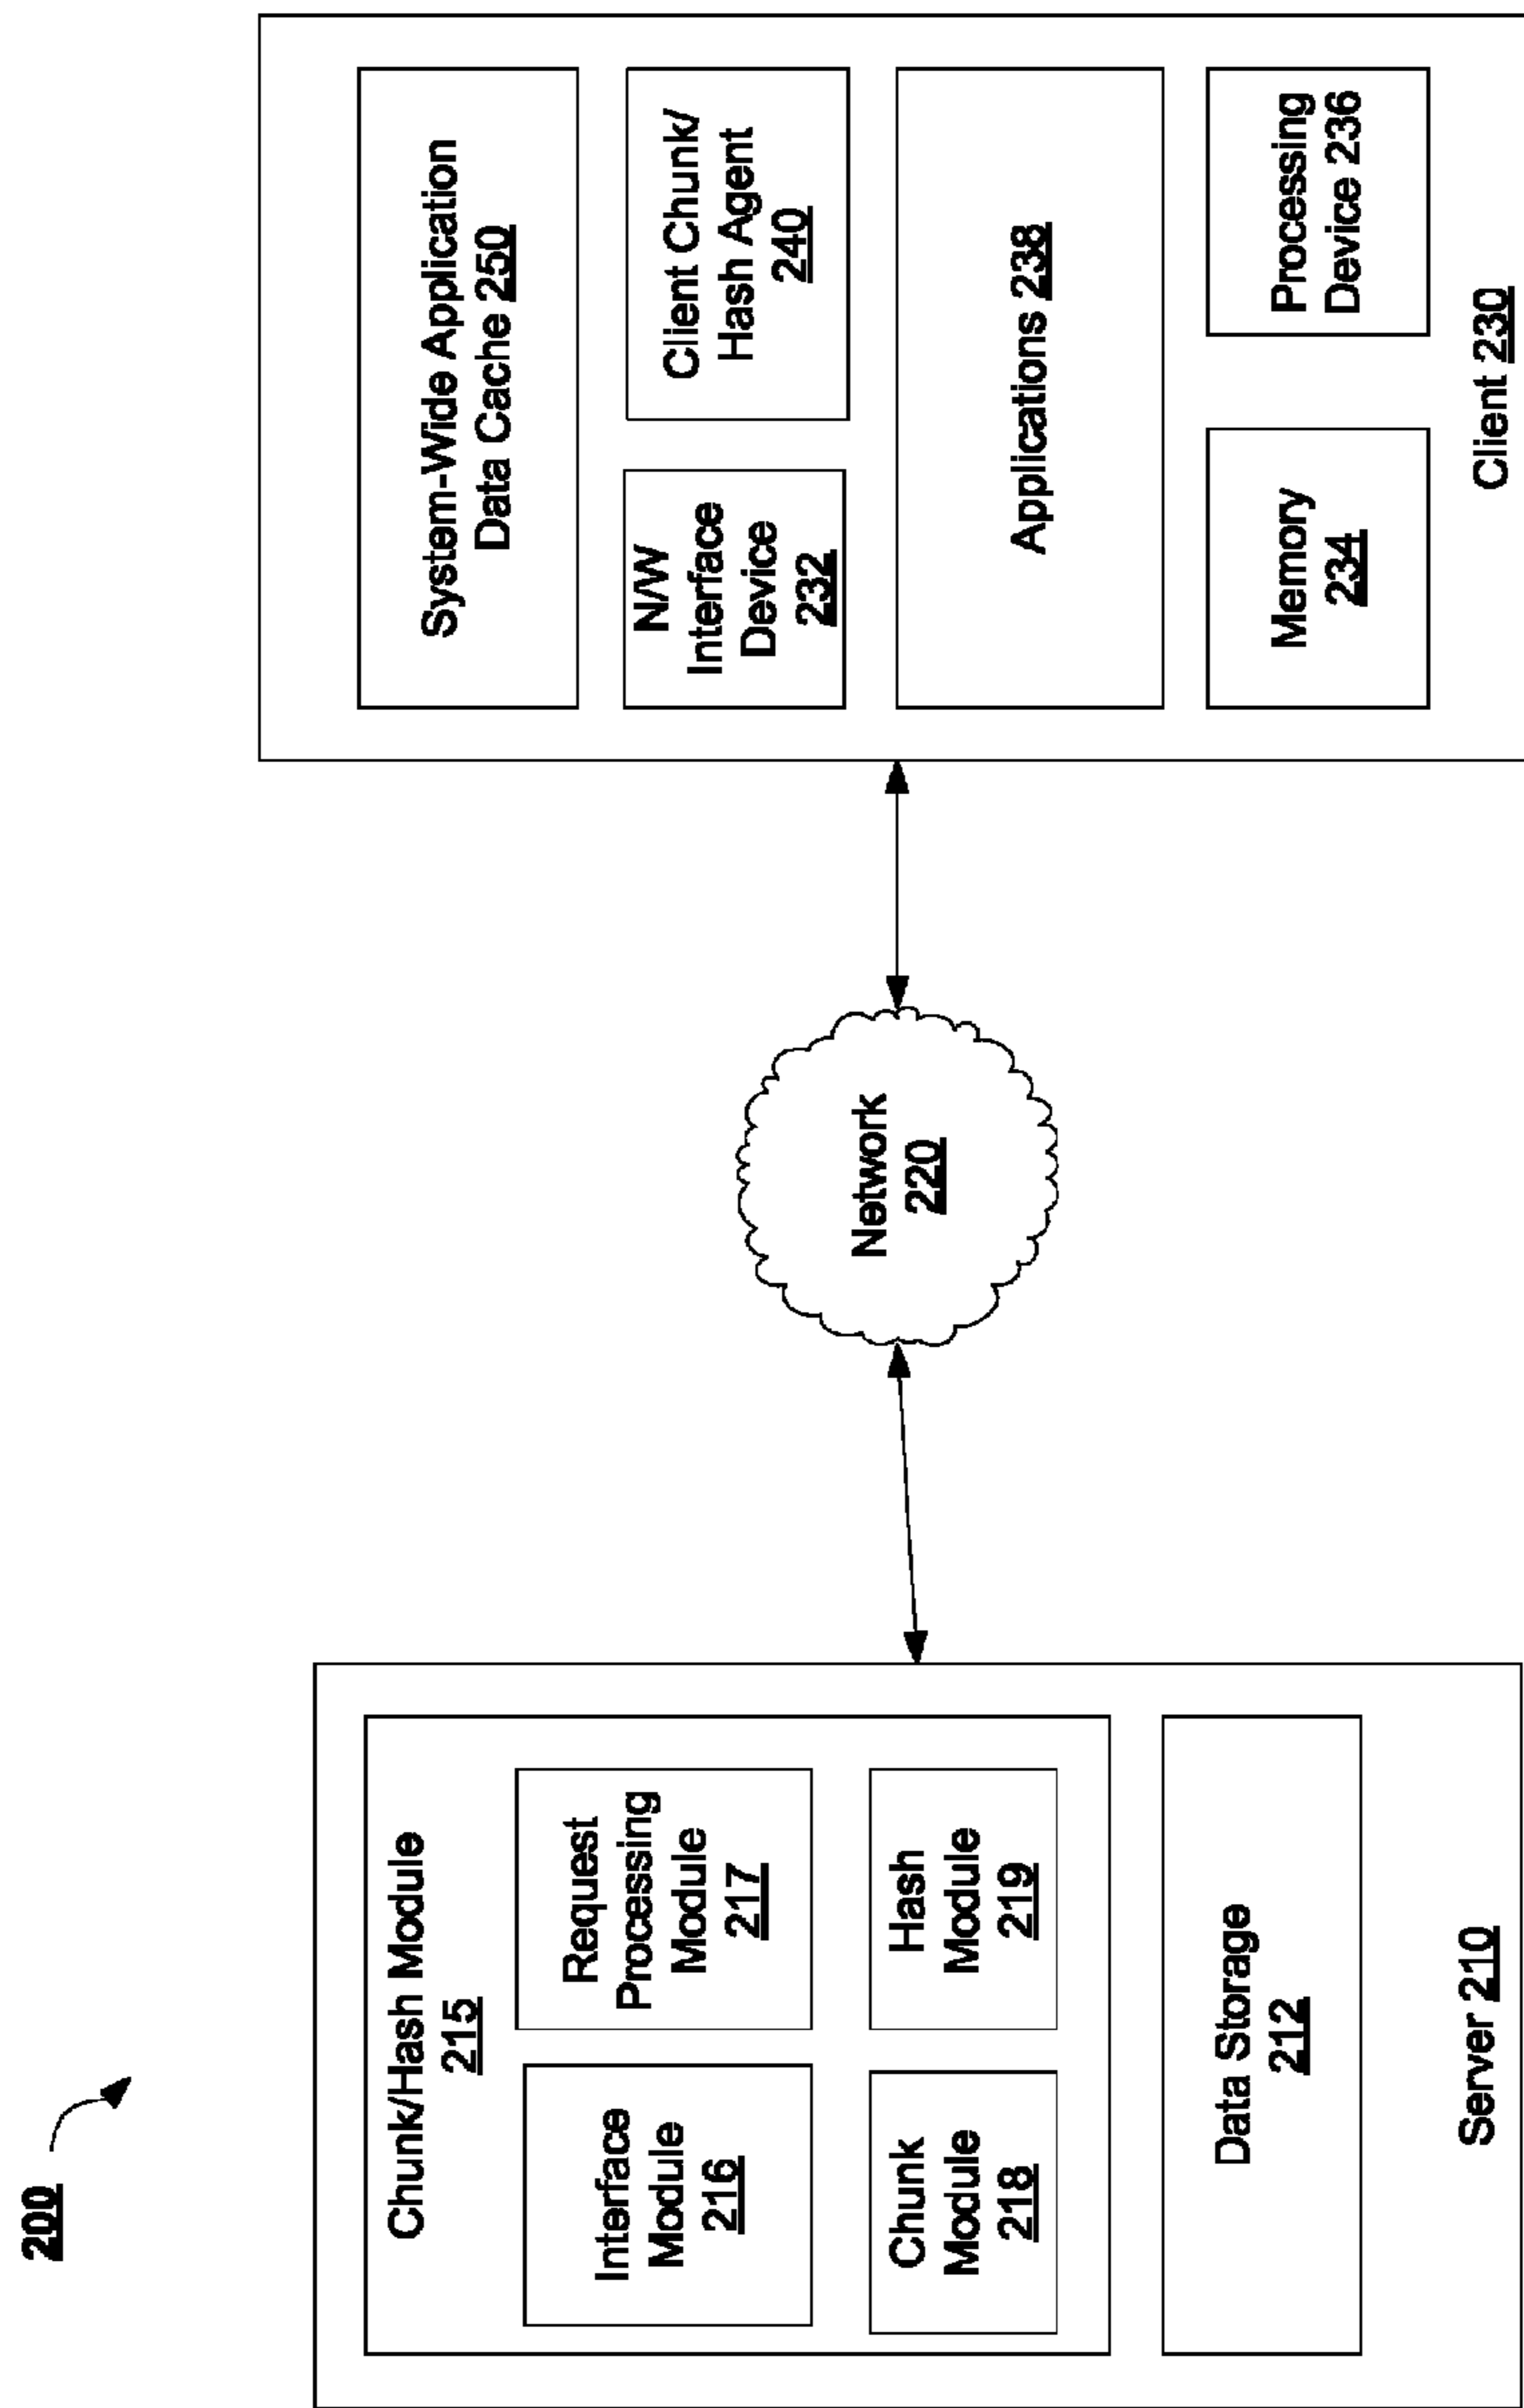 200
Chunk/Hash Module
215
Interface
Module
216
Request
Processing
Module
217
Chunk
Module
218
Hash
Module
219
Data Storage
212
Server 210
Network
220
System-Wide Application
Data Cache 250
N/W
Interface
Device
232
Client Chunk/
Hash Agent
240
Applications 238
Memory
234
Processing
Device 236
Client 230